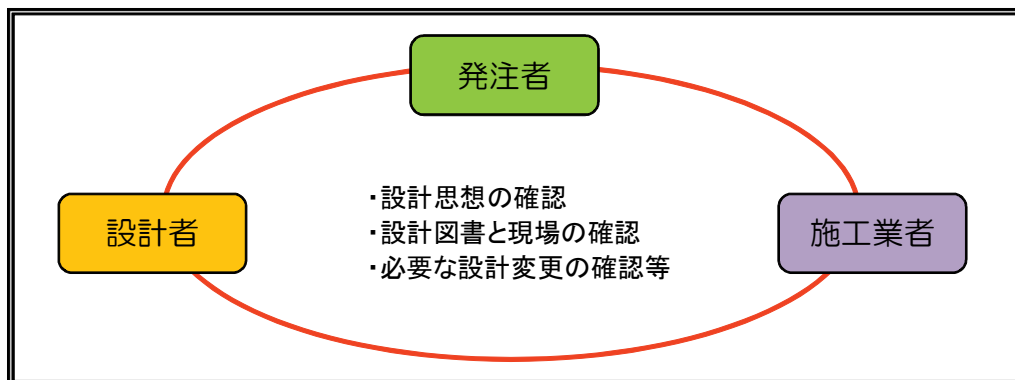 発注者
設計者
・設計思想の確認
・設計図書と現場の確認
・必要な設計変更の確認等
施工業者